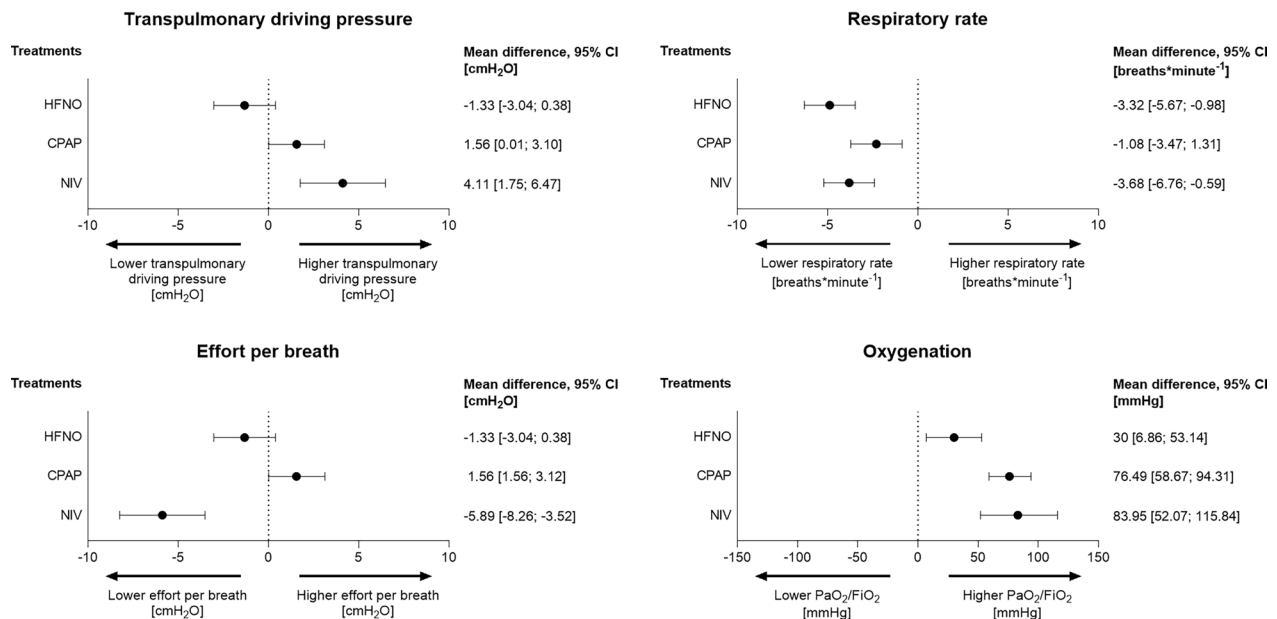 Transpulmonary driving pressure
Treatments
Mean difference, 95% CI
[cmH₂O]
HFNO
-1.33 [-3.04; 0.38]
CPAP
1.56 [0.01; 3.10]
NIV
4.11 [1.75; 6.47]
-10 -5 0 5 10
Lower transpulmonary
driving pressure
[cmH₂O]
Higher transpulmonary
driving pressure
[cmH₂O]
Respiratory rate
Treatments
Mean difference, 95% CI
[breaths*minute⁻¹]
HFNO
-3.32 [-5.67; -0.98]
CPAP
-1.08 [-3.47; 1.31]
NIV
-3.68 [-6.76; -0.59]
-10 -5 0 5 10
Lower respiratory rate
[breaths*minute⁻¹]
Higher respiratory rate
[breaths*minute⁻¹]
Effort per breath
Treatments
Mean difference, 95% CI
[cmH₂O]
HFNO
-1.33 [-3.04; 0.38]
CPAP
1.56 [1.56; 3.12]
NIV
-5.89 [-8.26; -3.52]
-10 -5 0 5 10
Lower effort per breath
[cmH₂O]
Higher effort per breath
[cmH₂O]
Oxygenation
Treatments
Mean difference, 95% CI
[mmHg]
HFNO
30 [6.86; 53.14]
CPAP
76.49 [58.67; 94.31]
NIV
83.95 [52.07; 115.84]
-150 -100 -50 0 50 100 150
Lower PaO₂/FiO₂
[mmHg]
Higher PaO₂/FiO₂
[mmHg]